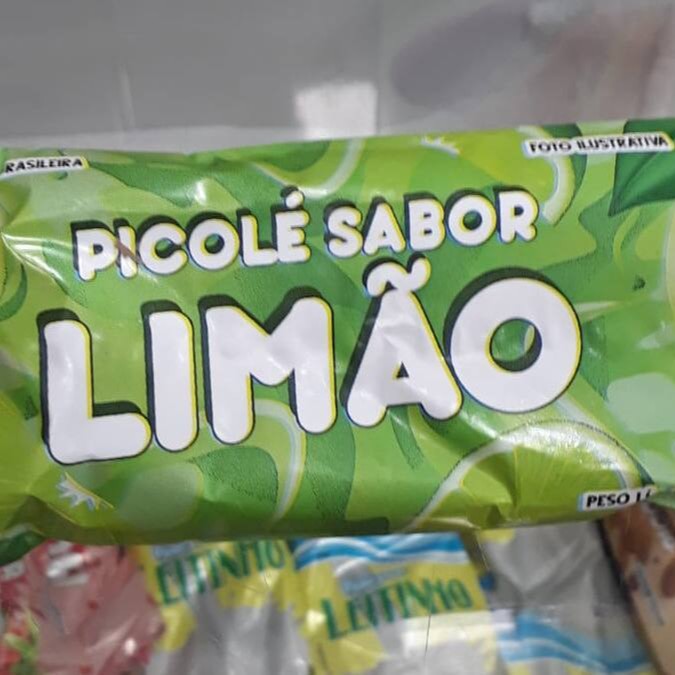 RASILEIRA
FOTO ILUSTRATIVA
PICOLÉ SABOR
LIMÃO
PESO
LEITINHO
LEITINHO